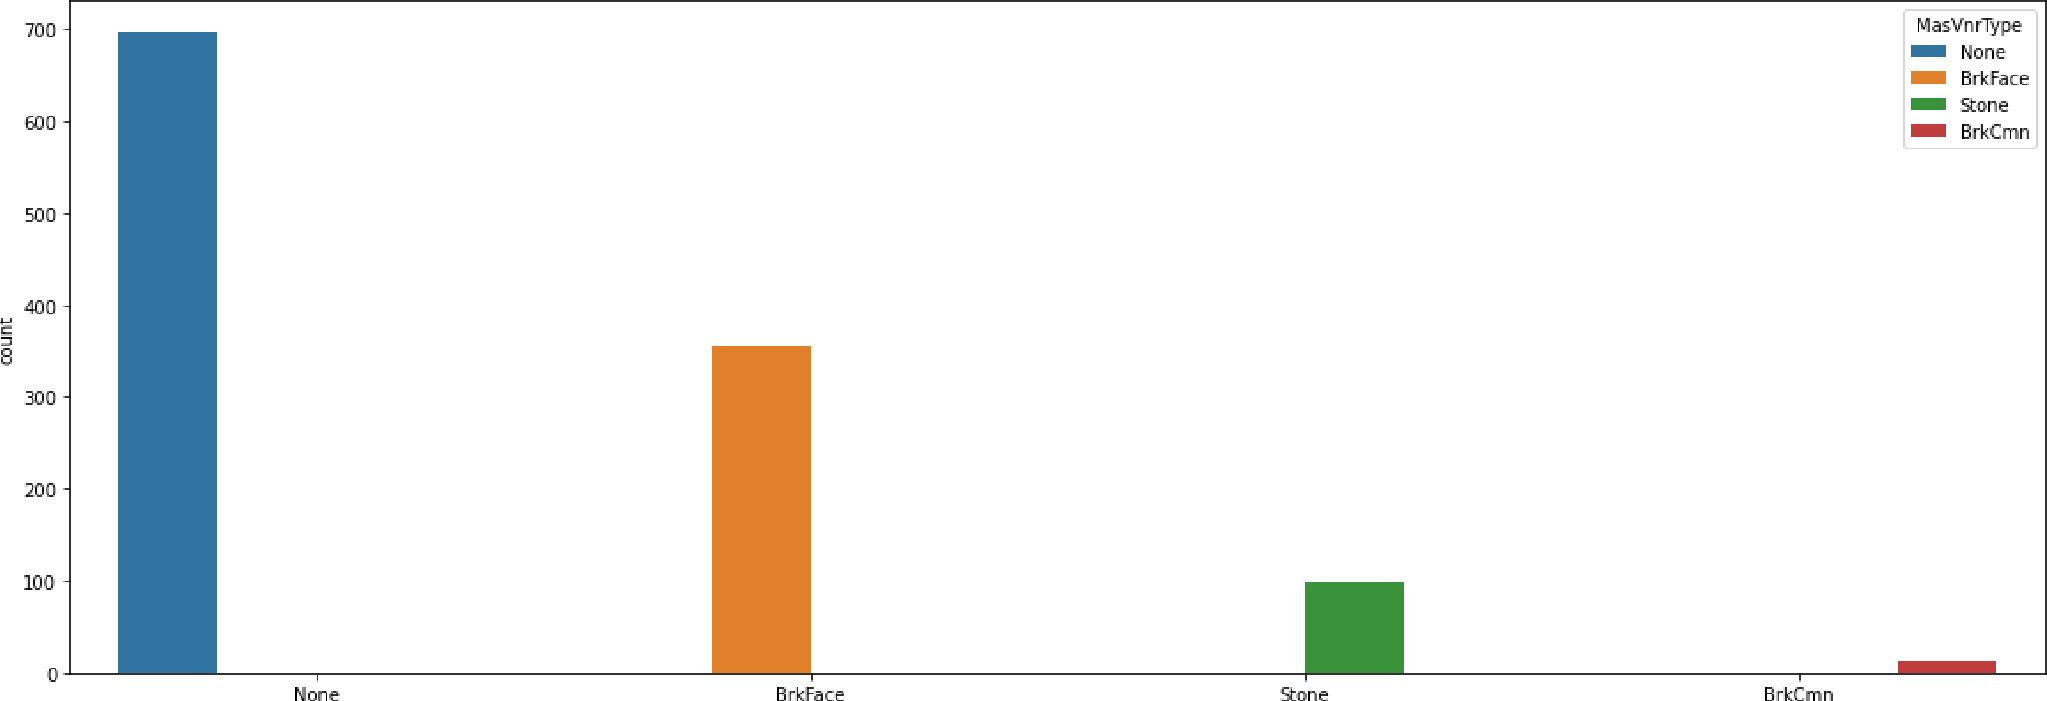 700
600
500
400
300
200
100
0
count
None
BrkFace
Stone
BrkCmn
MasVnrType
None
BrkFace
Stone
BrkCmn